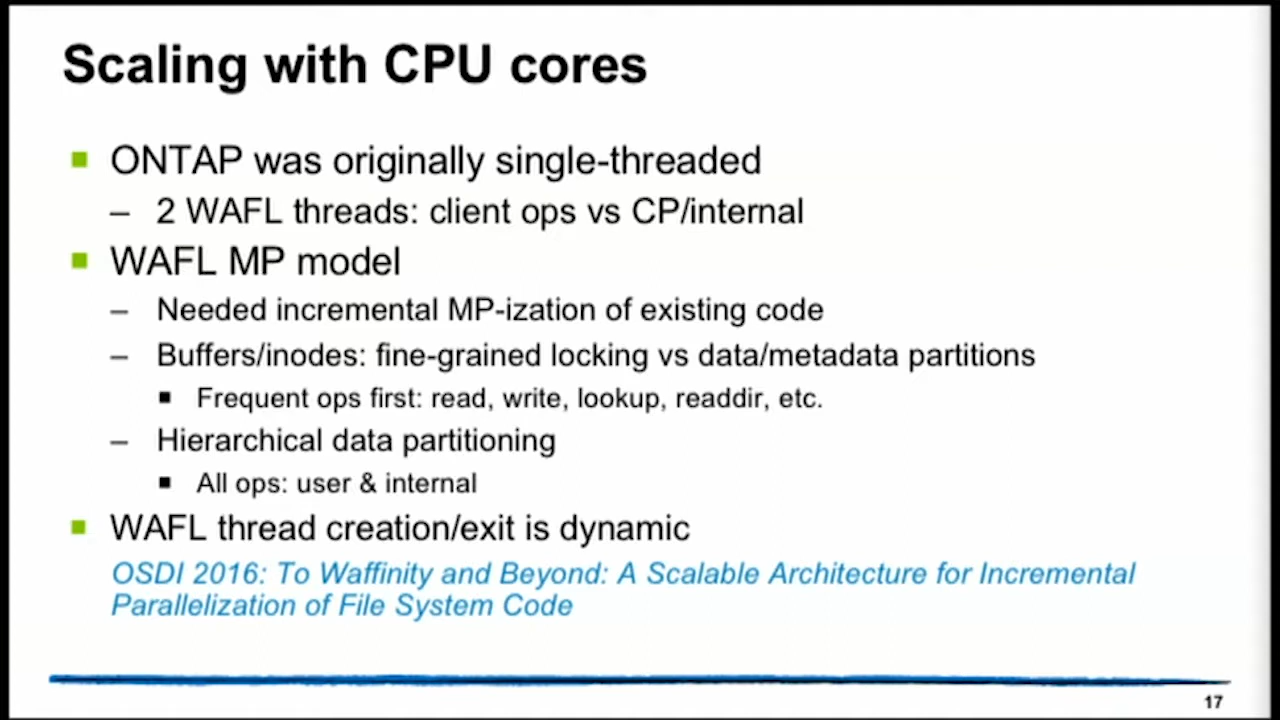 Scaling with CPU cores
ONTAP was originally single-threaded
– 2 WAFL threads: client ops vs CP/internal
WAFL MP model
– Needed incremental MP-ization of existing code
– Buffers/inodes: fine-grained locking vs data/metadata partitions
Frequent ops first: read, write, lookup, readdir, etc.
– Hierarchical data partitioning
All ops: user & internal
WAFL thread creation/exit is dynamic
OSDI 2016: To Waffinity and Beyond: A Scalable Architecture for Incremental
Parallelization of File System Code
17